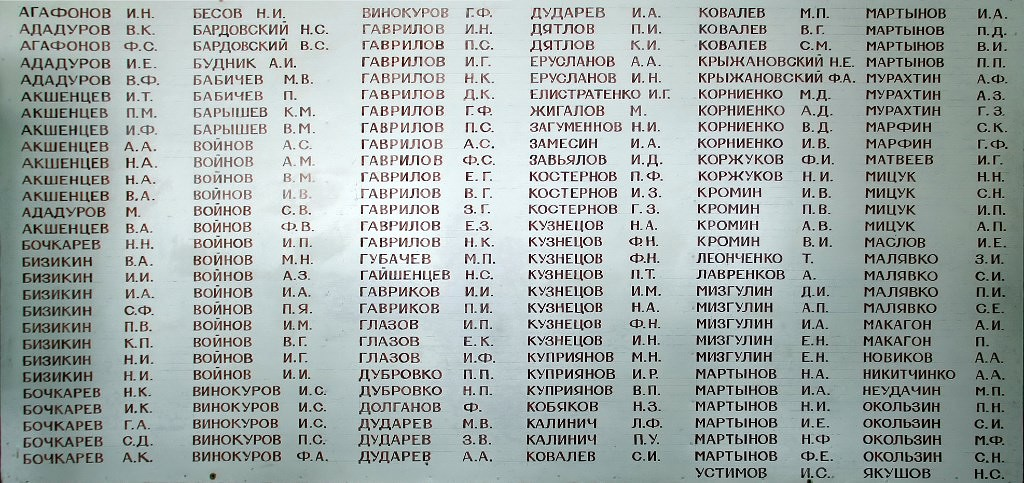 АГАФОНОВ И.Н.
АДАДУРОВ В.К.
АГАФОНОВ Ф.С.
АДАДУРОВ И.Е.
АДАДУРОВ В.Ф.
АКШЕНЦЕВ И.Т.
АКШЕНЦЕВ П.М.
АКШЕНЦЕВ И.Ф.
АКШЕНЦЕВ А.А.
АКШЕНЦЕВ Н.А.
АКШЕНЦЕВ Н.А.
АКШЕНЦЕВ В.А.
АДАДУРОВ М.
АКШЕНЦЕВ В.А.
БОЧКАРЕВ Н.Н.
БИЗИКИН В.А.
БИЗИКИН И.И.
БИЗИКИН И.А.
БИЗИКИН С.Ф.
БИЗИКИН П.В.
БИЗИКИН К.П.
БИЗИКИН Н.И.
БИЗИКИН Н.И.
БОЧКАРЕВ Н.К.
БОЧКАРЕВ И.К.
БОЧКАРЕВ Г.А.
БОЧКАРЕВ С.Д.
БОЧКАРЕВ А.К.
БЕСОВ Н.И.
БАРДОВСКИЙ Н.С.
БАРДОВСКИЙ В.С.
БУДНИК А.И.
БАБИЧЕВ М.В.
БАБИЧЕВ П.
БАРЫШЕВ К.М.
БАРЫШЕВ В.М.
ВОЙНОВ А.С.
ВОЙНОВ А.М.
ВОЙНОВ В.М.
ВОЙНОВ И.В.
ВОЙНОВ С.В.
ВОЙНОВ Ф.В.
ВОЙНОВ И.П.
ВОЙНОВ М.Н.
ВОЙНОВ А.З.
ВОЙНОВ И.А.
ВОЙНОВ П.Я.
ВОЙНОВ И.М.
ВОЙНОВ В.Г.
ВОЙНОВ И.Г.
ВОЙНОВ И.И.
ВИНОКУРОВ И.С.
ВИНОКУРОВ И.С.
ВИНОКУРОВ И.С.
ВИНОКУРОВ П.С.
ВИНОКУРОВ Ф.А.
ВИНОКУРОВ Г.Ф.
ГАВРИЛОВ И.Н.
ГАВРИЛОВ П.С.
ГАВРИЛОВ И.Г.
ГАВРИЛОВ Н.К.
ГАВРИЛОВ Д.К.
ГАВРИЛОВ Г.Ф.
ГАВРИЛОВ П.С.
ГАВРИЛОВ А.С.
ГАВРИЛОВ Ф.С.
ГАВРИЛОВ Е.Г.
ГАВРИЛОВ В.Г.
ГАВРИЛОВ З.Г.
ГАВРИЛОВ Е.З.
ГАВРИЛОВ Н.К.
ГУБАЧЕВ М.П.
ГАЙШЕНЦЕВ Н.С.
ГАВРИКОВ И.И.
ГАВРИКОВ П.И.
ГЛАЗОВ И.П.
ГЛАЗОВ Е.К.
ГЛАЗОВ И.Ф.
ДУБРОВКО П.П.
ДУБРОВКО Н.П.
ДОЛГАНОВ Ф.
ДУДАРЕВ М.В.
ДУДАРЕВ З.В.
ДУДАРЕВ А.А.
ДУДАРЕВ И.А.
ДЯТЛОВ П.И.
ДЯТЛОВ К.И.
ЕРУСЛАНОВ А.А.
ЕРУСЛАНОВ И.Н.
ЕЛИСТРАТЕНКО И.Г.
ЖИГАЛОВ М.
ЗАГУМЕННОВ Н.И.
ЗАМЕСИН И.А.
ЗАВЬЯЛОВ И.Д.
КОСТЕРНОВ П.Ф.
КОСТЕРНОВ И.З.
КОСТЕРНОВ Г.З.
КУЗНЕЦОВ Н.А.
КУЗНЕЦОВ Ф.Н.
КУЗНЕЦОВ Ф.Н.
КУЗНЕЦОВ П.Т.
КУЗНЕЦОВ И.М.
КУЗНЕЦОВ Н.А.
КУЗНЕЦОВ Ф.Н.
КУЗНЕЦОВ И.Н.
КУПРИЯНОВ М.Н.
КУПРИЯНОВ И.Р.
КУПРИЯНОВ В.П.
КОБЯКОВ Н.З.
КАЛИНИЧ Л.Ф.
КАЛИНИЧ П.У.
КОВАЛЕВ С.И.
КОВАЛЕВ М.П.
КОВАЛЕВ В.Г.
КОВАЛЕВ С.М.
КРЫЖАНОВСКИЙ Н.Е.
КРЫЖАНОВСКИЙ Ф.А.
КОРНИЕНКО М.Д.
КОРНИЕНКО А.Д.
КОРНИЕНКО В.Д.
КОРНИЕНКО И.В.
КОРЖУКОВ Ф.И.
КОРЖУКОВ Н.И.
КРОМИН И.В.
КРОМИН П.В.
КРОМИН А.В.
КРОМИН В.И.
ЛЕОНЧЕНКО Т.
ЛАВРЕНКОВ А.
МИЗГУЛИН Д.И.
МИЗГУЛИН А.П.
МИЗГУЛИН И.А.
МИЗГУЛИН Е.Н.
МИЗГУЛИН Е.Н.
МАРТЫНОВ Н.А.
МАРТЫНОВ И.А.
МАРТЫНОВ Н.И.
МАРТЫНОВ И.Е.
МАРТЫНОВ Н.Ф
МАРТЫНОВ Ф.Е.
УСТИМОВ И.С.
МАРТЫНОВ И.А.
МАРТЫНОВ П.Д.
МАРТЫНОВ В.И.
МАРТЫНОВ П.П.
МУРАХТИН А.Ф.
МУРАХТИН А.З.
МУРАХТИН Г.З.
МАРФИН С.К.
МАРФИН Г.Ф.
МАТВЕЕВ И.Г.
МИЦУК Н.Н.
МИЦУК С.Н.
МИЦУК И.П.
МИЦУК А.П.
МАСЛОВ И.Е.
МАЛЯВКО З.И.
МАЛЯВКО С.И.
МАЛЯВКО П.И.
МАЛЯВКО С.Е.
МАКАГОН А.И.
МАКАГОН П.
НОВИКОВ А.А.
НИКИТЧИНКО А.А.
НЕУДАЧИН М.П.
ОКОЛЬЗИН П.Н.
ОКОЛЬЗИН С.И.
ОКОЛЬЗИН М.Ф.
ОКОЛЬЗИН С.Н.
ЯКУШОВ Н.С.